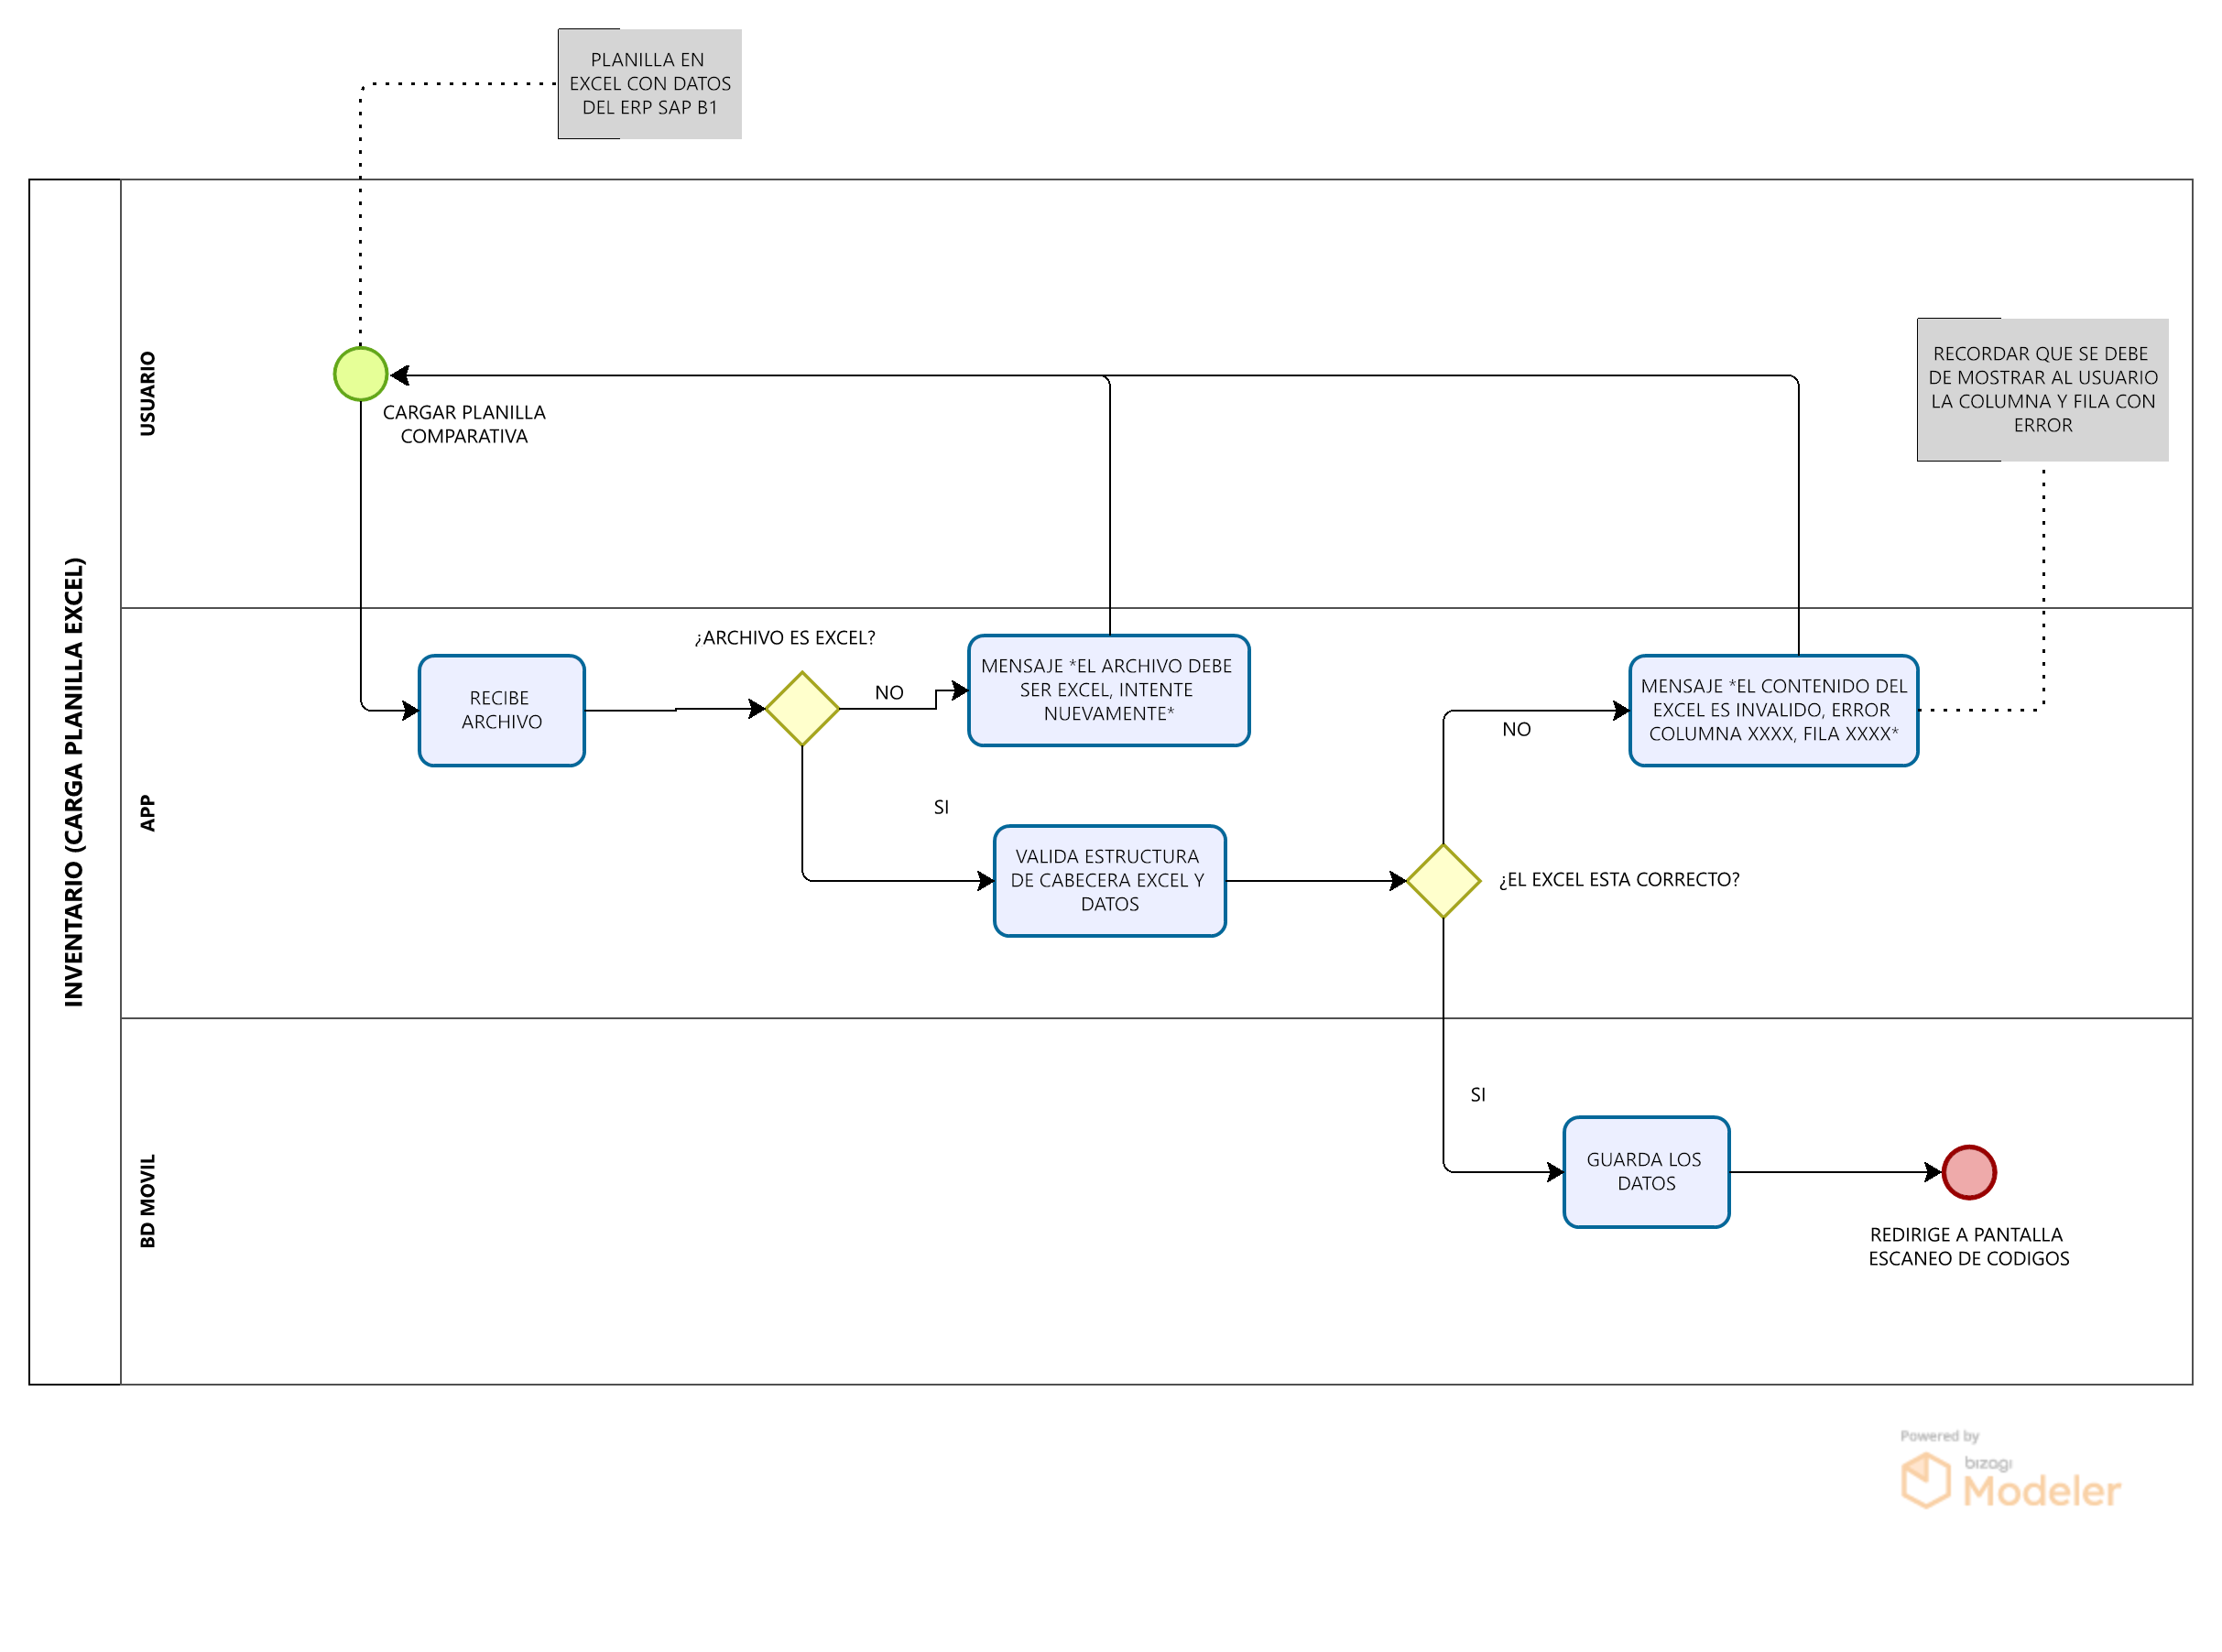 PLANILLA EN
EXCEL CON DATOS
DEL ERP SAP B1
INVENTARIO (CARGA PLANILLA EXCEL)
USUARIO
CARGAR PLANILLA
COMPARATIVA
RECORDAR QUE SE DEBE
DE MOSTRAR AL USUARIO
LA COLUMNA Y FILA CON
ERROR
APP
RECIBE
ARCHIVO
¿ARCHIVO ES EXCEL?
NO
MENSAJE *EL ARCHIVO DEBE
SER EXCEL, INTENTE
NUEVAMENTE*
SI
VALIDA ESTRUCTURA
DE CABECERA EXCEL Y
DATOS
¿EL EXCEL ESTA CORRECTO?
NO
MENSAJE *EL CONTENIDO DEL
EXCEL ES INVALIDO, ERROR
COLUMNA XXXX, FILA XXXX*
BD MOVIL
SI
GUARDA LOS
DATOS
REDIRIGE A PANTALLA
ESCANEO DE CODIGOS
Powered by
bizagi
Modeler